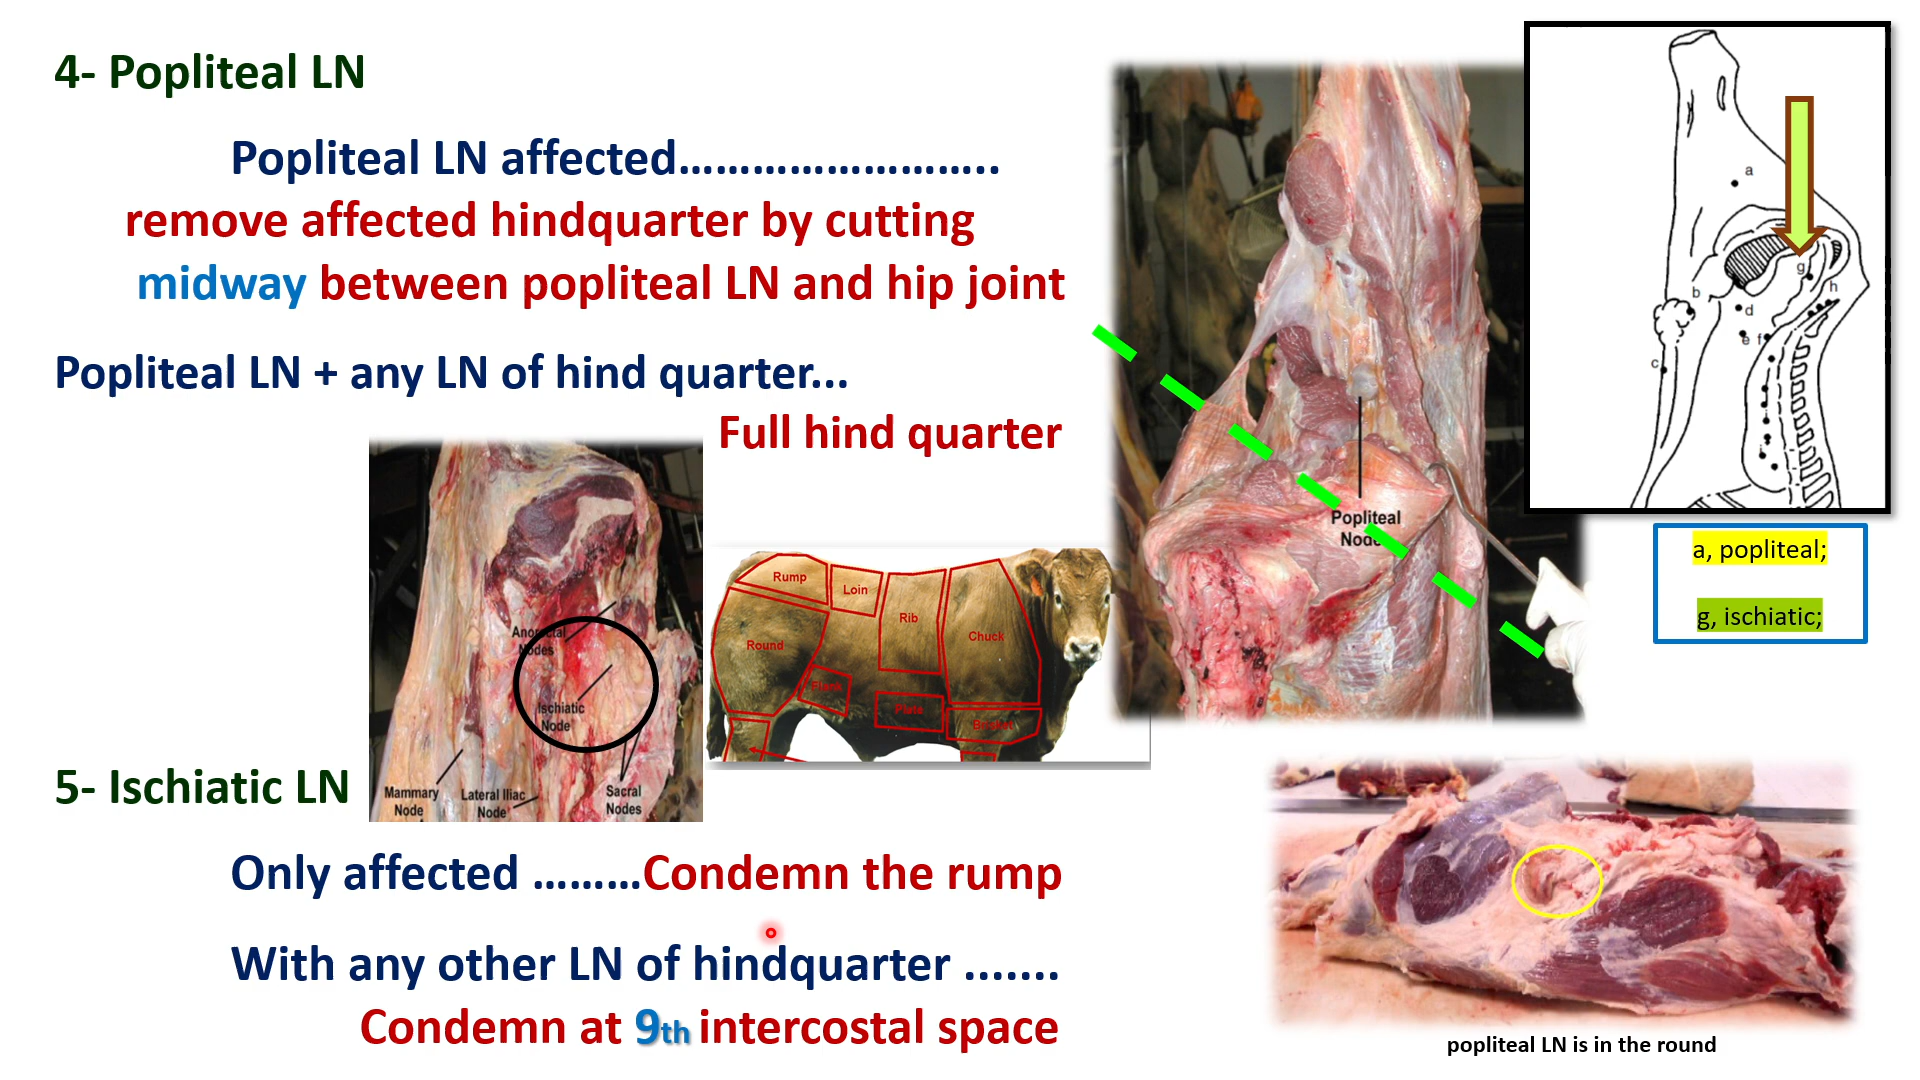 4- Popliteal LN
Popliteal LN affected……………………..
remove affected hindquarter by cutting
midway between popliteal LN and hip joint
Popliteal LN + any LN of hind quarter...
Full hind quarter
Anorectal
Nodes
Ischiatic
Node
Mammary
Node
Lateral Iliac
Node
Sacral
Nodes
Rump
Loin
Rib
Chuck
Round
Flank
Plate
Brisket
Popliteal
Node
a
g
h
b
d
e f
c
i
a, popliteal;
g, ischiatic;
5- Ischiatic LN
Only affected ………Condemn the rump
With any other LN of hindquarter .......
Condemn at 9th intercostal space
popliteal LN is in the round